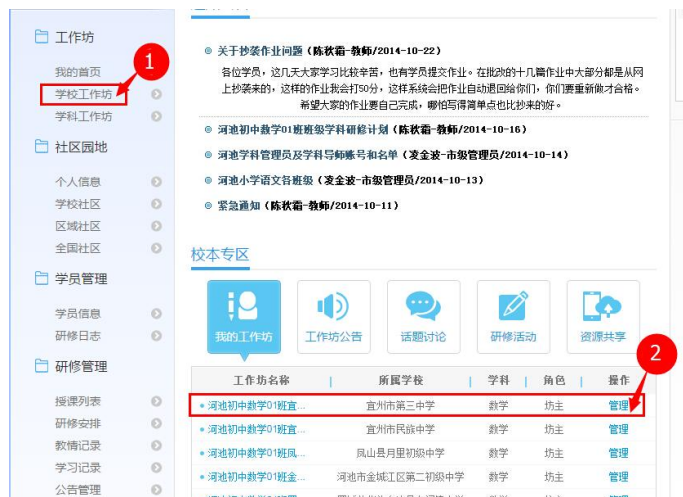 工作坊
我的首页
学校工作坊
学科工作坊
社区园地
个人信息
学校社区
区域社区
全国社区
学员管理
学员信息
研修日志
研修管理
授课列表
研修安排
教情记录
学习记录
公告管理
1
关于抄袭作业问题（陈秋霜-教师/2014-10-22）
各位学员，这几天大家学习比较辛苦，也有学员提交作业。在批改的十几篇作业中大部分都是从网
上抄袭来的，这样的作业我会打50分，这样系统会把作业自动退回给你们，你们要重新做才合格。
希望大家的作业要自己完成，哪怕写得简单点也比抄来的好。
河池初中数学01班班级学科研修计划（陈秋霜-教师/2014-10-16）
河池学科管理员及学科导师账号和名单（凌金波-市级管理员/2014-10-14）
河池小学语文各班级（凌金波-市级管理员/2014-10-13）
紧急通知（陈秋霜-教师/2014-10-11）
校本专区
我的工作坊 工作坊公告 话题讨论 研修活动 资源共享
2
工作坊名称 | 所属学校 | 学科 | 角色 | 操作
河池初中数学01班宜... 宜州市第三中学 数学 坊主 管理
河池初中数学01班宜... 宜州市民族中学 数学 坊主 管理
河池初中数学01班凤... 凤山县月里初级中学 数学 坊主 管理
河池初中数学01班金... 河池市金城江区第二初级中学 数学 坊主 管理